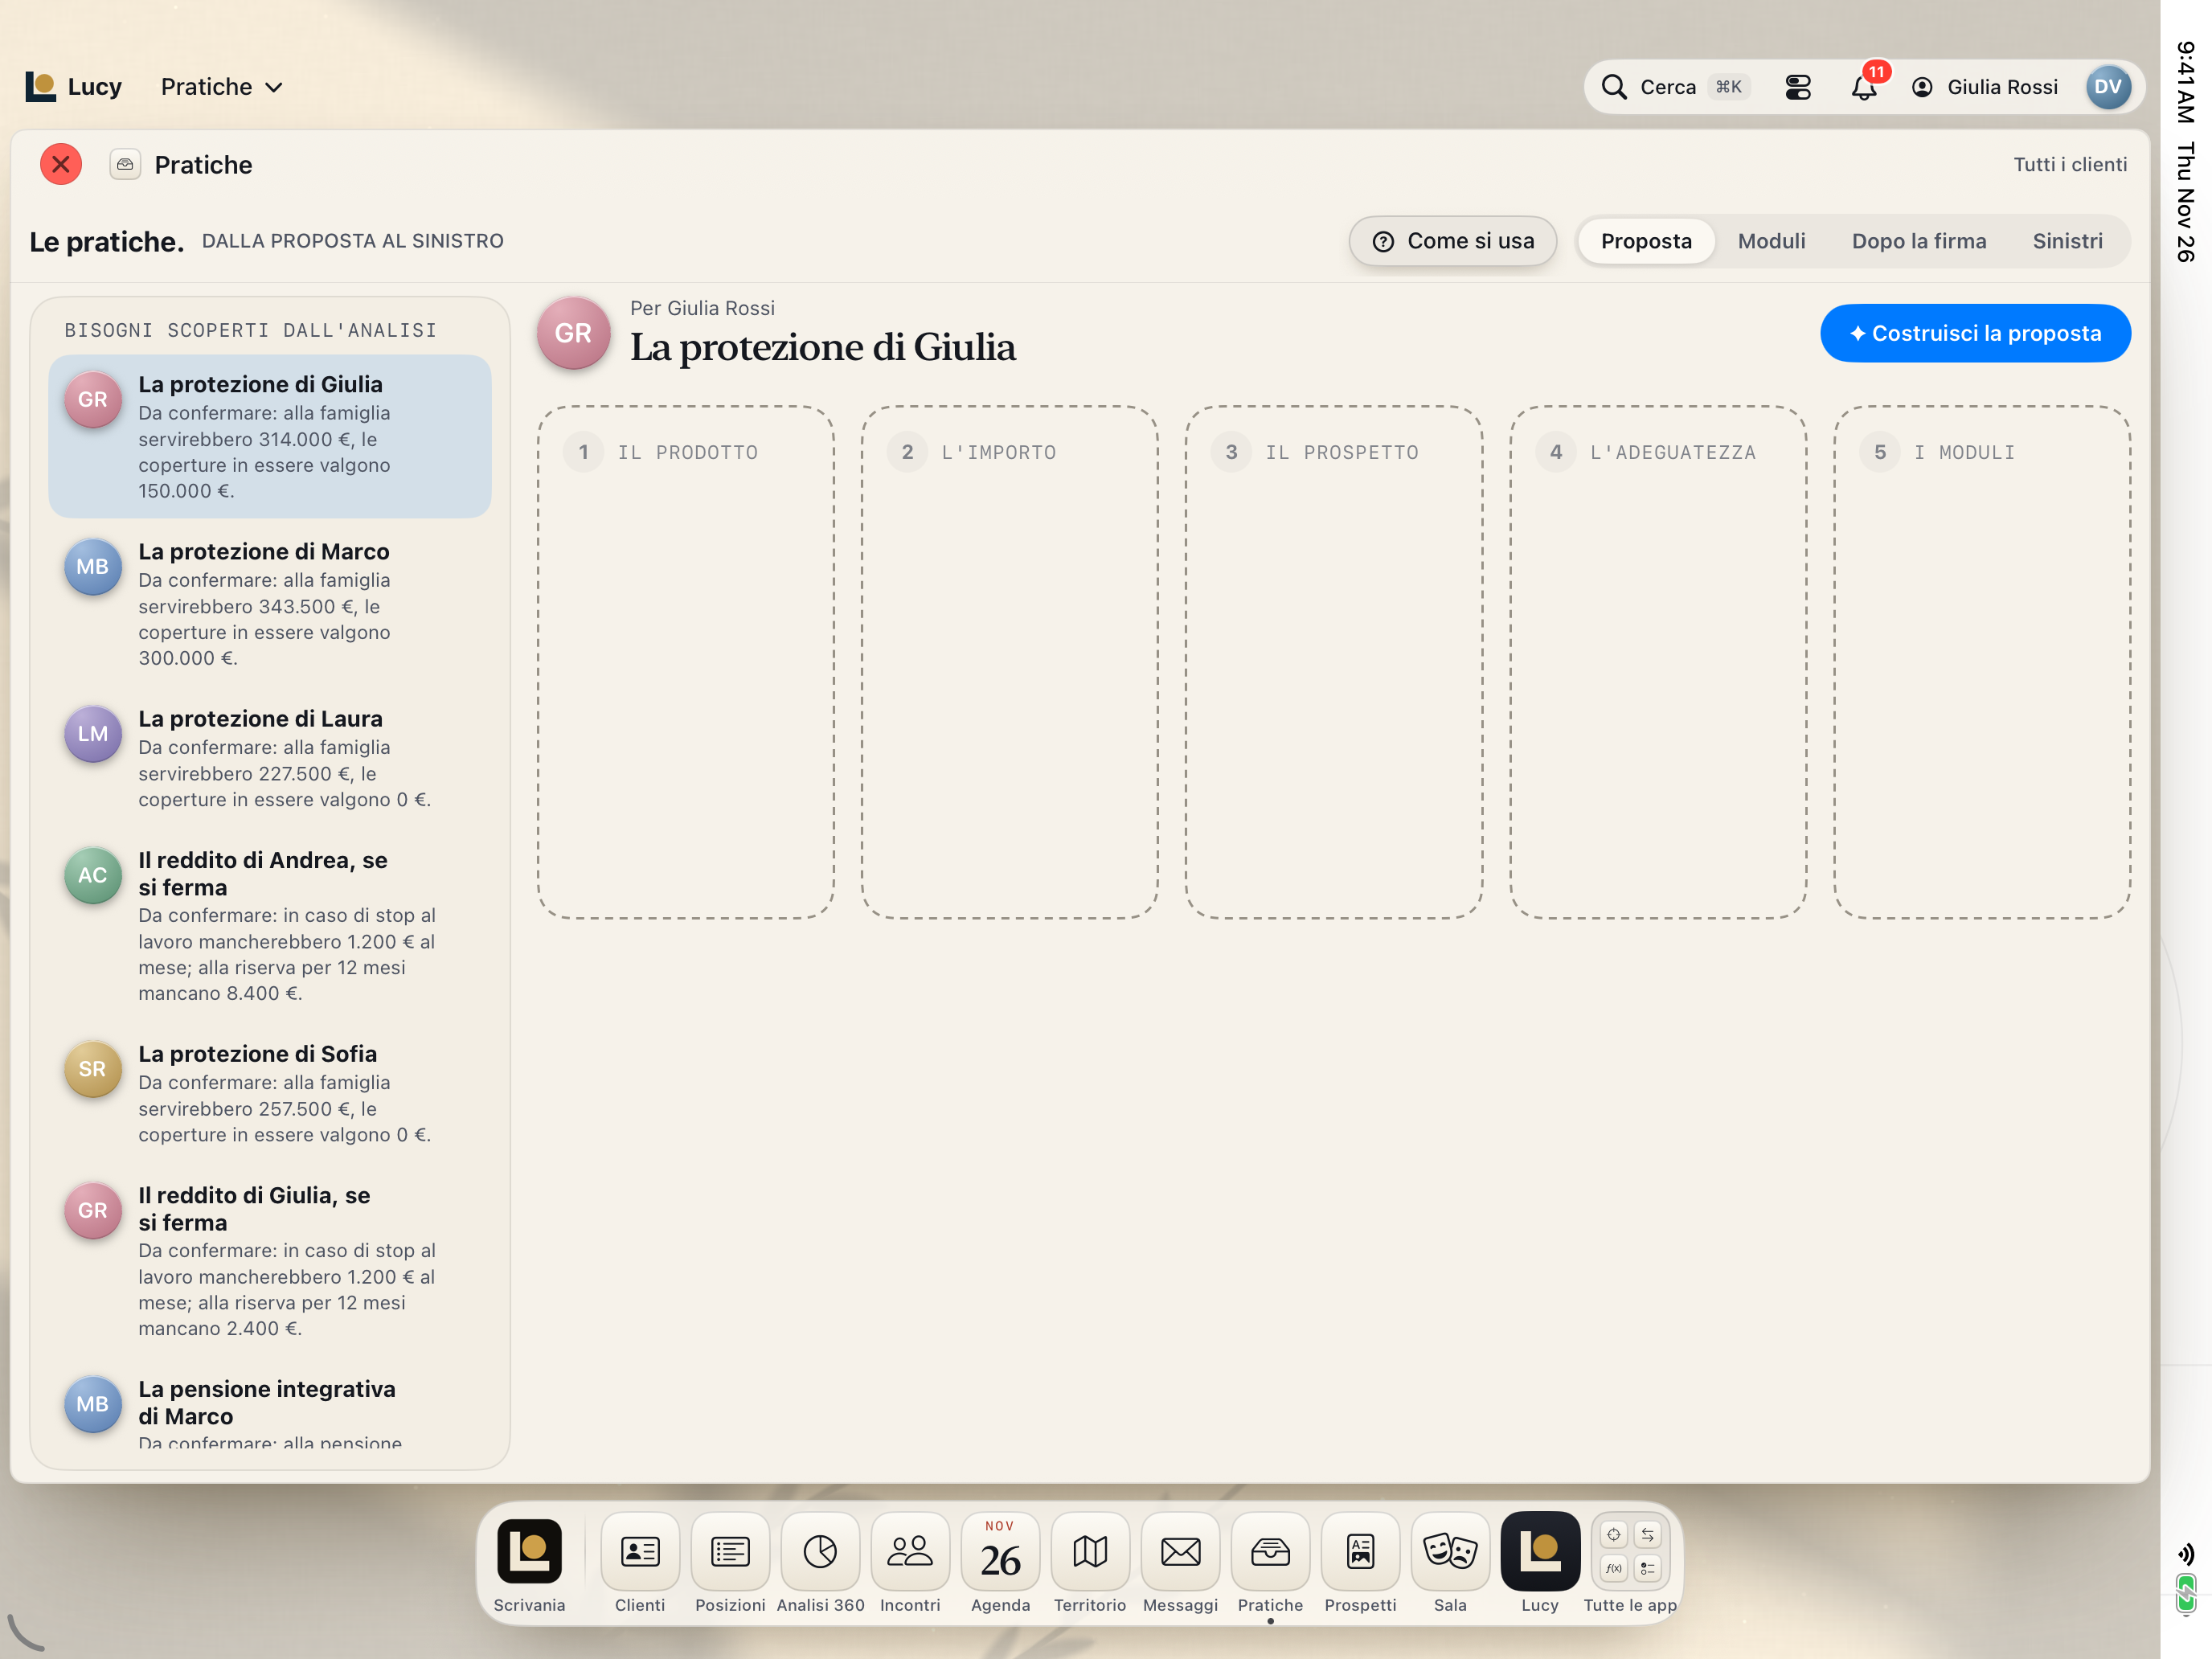 Lucy
Pratiche
Cerca ⌘K
11
Giulia Rossi
DV
9:41 AM Thu Nov 26
Pratiche
Tutti i clienti
Le pratiche. DALLA PROPOSTA AL SINISTRO
Come si usa
Proposta
Moduli
Dopo la firma
Sinistri
BISOGNI SCOPERTI DALL'ANALISI
GR
La protezione di Giulia
Da confermare: alla famiglia
servirebbero 314.000 €, le
coperture in essere valgono
150.000 €.
MB
La protezione di Marco
Da confermare: alla famiglia
servirebbero 343.500 €, le
coperture in essere valgono
300.000 €.
LM
La protezione di Laura
Da confermare: alla famiglia
servirebbero 227.500 €, le
coperture in essere valgono 0 €.
AC
Il reddito di Andrea, se
si ferma
Da confermare: in caso di stop al
lavoro mancherebbero 1.200 € al
mese; alla riserva per 12 mesi
mancano 8.400 €.
SR
La protezione di Sofia
Da confermare: alla famiglia
servirebbero 257.500 €, le
coperture in essere valgono 0 €.
GR
Il reddito di Giulia, se
si ferma
Da confermare: in caso di stop al
lavoro mancherebbero 1.200 € al
mese; alla riserva per 12 mesi
mancano 2.400 €.
MB
La pensione integrativa
di Marco
Da confermare: alla pensione
GR
Per Giulia Rossi
La protezione di Giulia
Costruisci la proposta
1 IL PRODOTTO
2 L'IMPORTO
3 IL PROSPETTO
4 L'ADEGUATEZZA
5 I MODULI
NOV
26
f(x)
Scrivania
Clienti
Posizioni
Analisi 360
Incontri
Agenda
Territorio
Messaggi
Pratiche
Prospetti
Sala
Lucy
Tutte le app